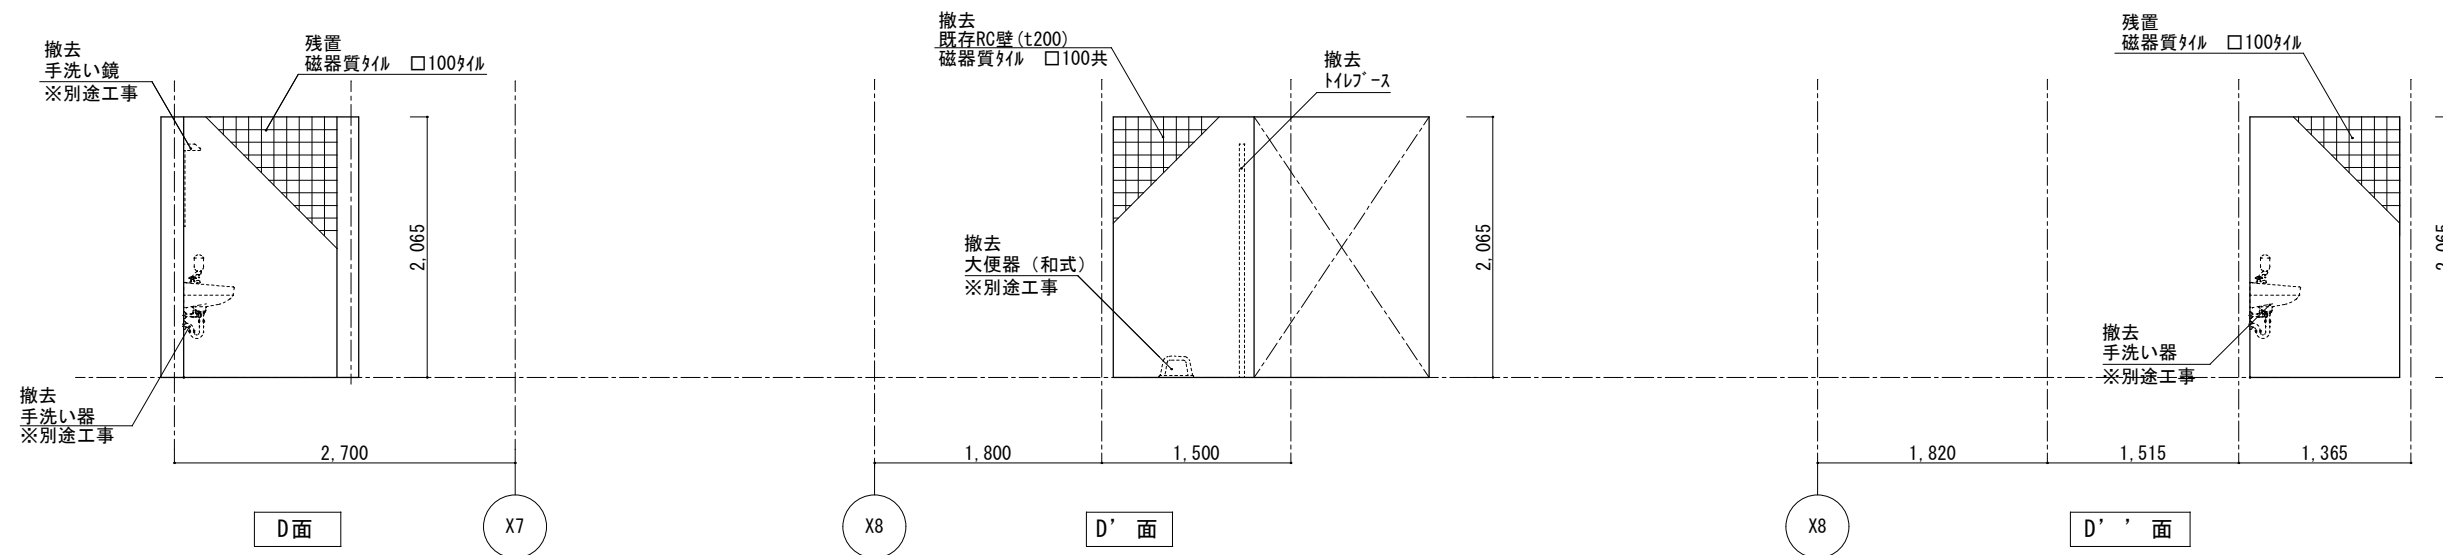 撤去
手洗い鏡
※別途工事
残置
磁器質ﾀｲﾙ　□100ﾀｲﾙ
2,065
撤去
手洗い器
※別途工事
2,700
D面
X7
撤去
既存RC壁(t200)
磁器質ﾀｲﾙ　□100共
撤去
ﾄｲﾚﾌﾞｰｽ
撤去
大便器（和式）
※別途工事
2,065
1,800
1,500
X8
D’ 面
残置
磁器質ﾀｲﾙ　□100ﾀｲﾙ
撤去
手洗い器
※別途工事
2,065
1,820
1,515
1,365
X8
D’ ’ 面